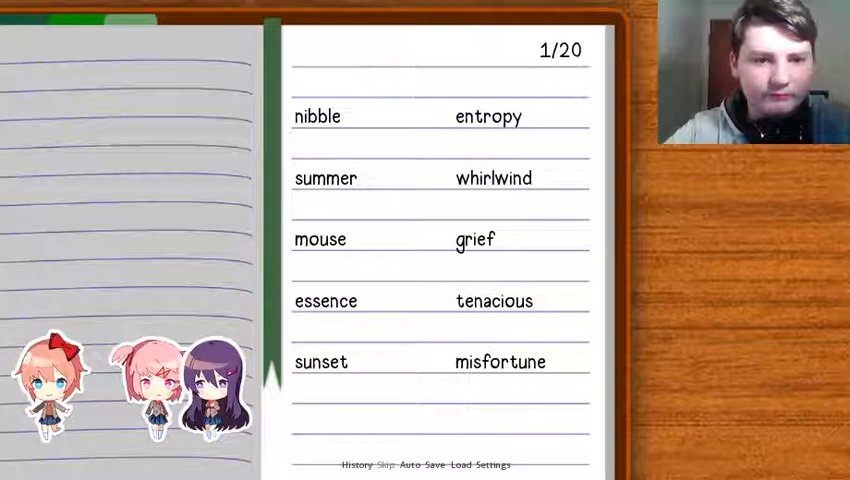 1/20
nibble entropy
summer whirlwind
mouse grief
essence tenacious
sunset misfortune
History Skip Auto Save Load Settings